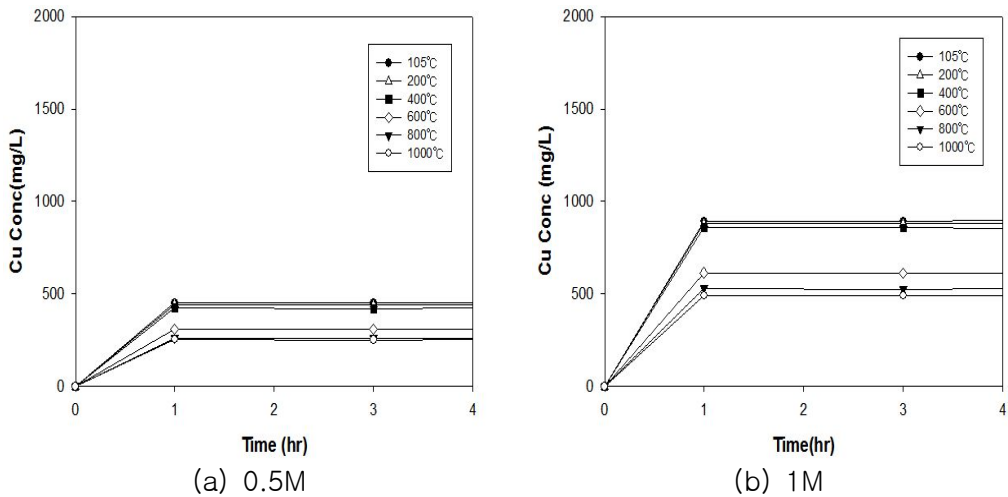 2000
1500
1000
500
0
Cu Conc(mg/L)
105℃
200℃
400℃
600℃
800℃
1000℃
0 1 2 3 4
Time (hr)
(a) 0.5M
2000
1500
1000
500
0
Cu Conc (mg/L)
105℃
200℃
400℃
600℃
800℃
1000℃
0 1 2 3 4
Time(hr)
(b) 1M